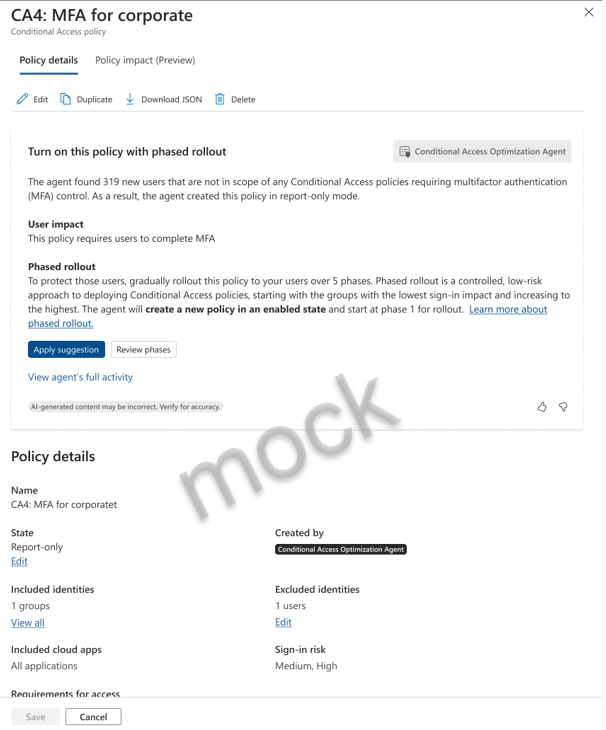 CA4: MFA for corporate
Conditional Access policy
Policy details Policy impact (Preview)
Edit Duplicate Download JSON Delete
Turn on this policy with phased rollout
Conditional Access Optimization Agent
The agent found 319 new users that are not in scope of any Conditional Access policies requiring multifactor authentication
(MFA) control. As a result, the agent created this policy in report-only mode.
User impact
This policy requires users to complete MFA
Phased rollout
To protect those users, gradually rollout this policy to your users over 5 phases. Phased rollout is a controlled, low-risk
approach to deploying Conditional Access policies, starting with the groups with the lowest sign-in impact and increasing to
the highest. The agent will create a new policy in an enabled state and start at phase 1 for rollout. Learn more about
phased rollout.
Apply suggestion Review phases
View agent's full activity
AI-generated content may be incorrect. Verify for accuracy.
mock
Policy details
Name
CA4: MFA for corporatet
State
Report-only
Edit
Created by
Conditional Access Optimization Agent
Included identities
1 groups
View all
Excluded identities
1 users
Edit
Included cloud apps
All applications
Sign-in risk
Medium, High
Requirements for access
Save Cancel